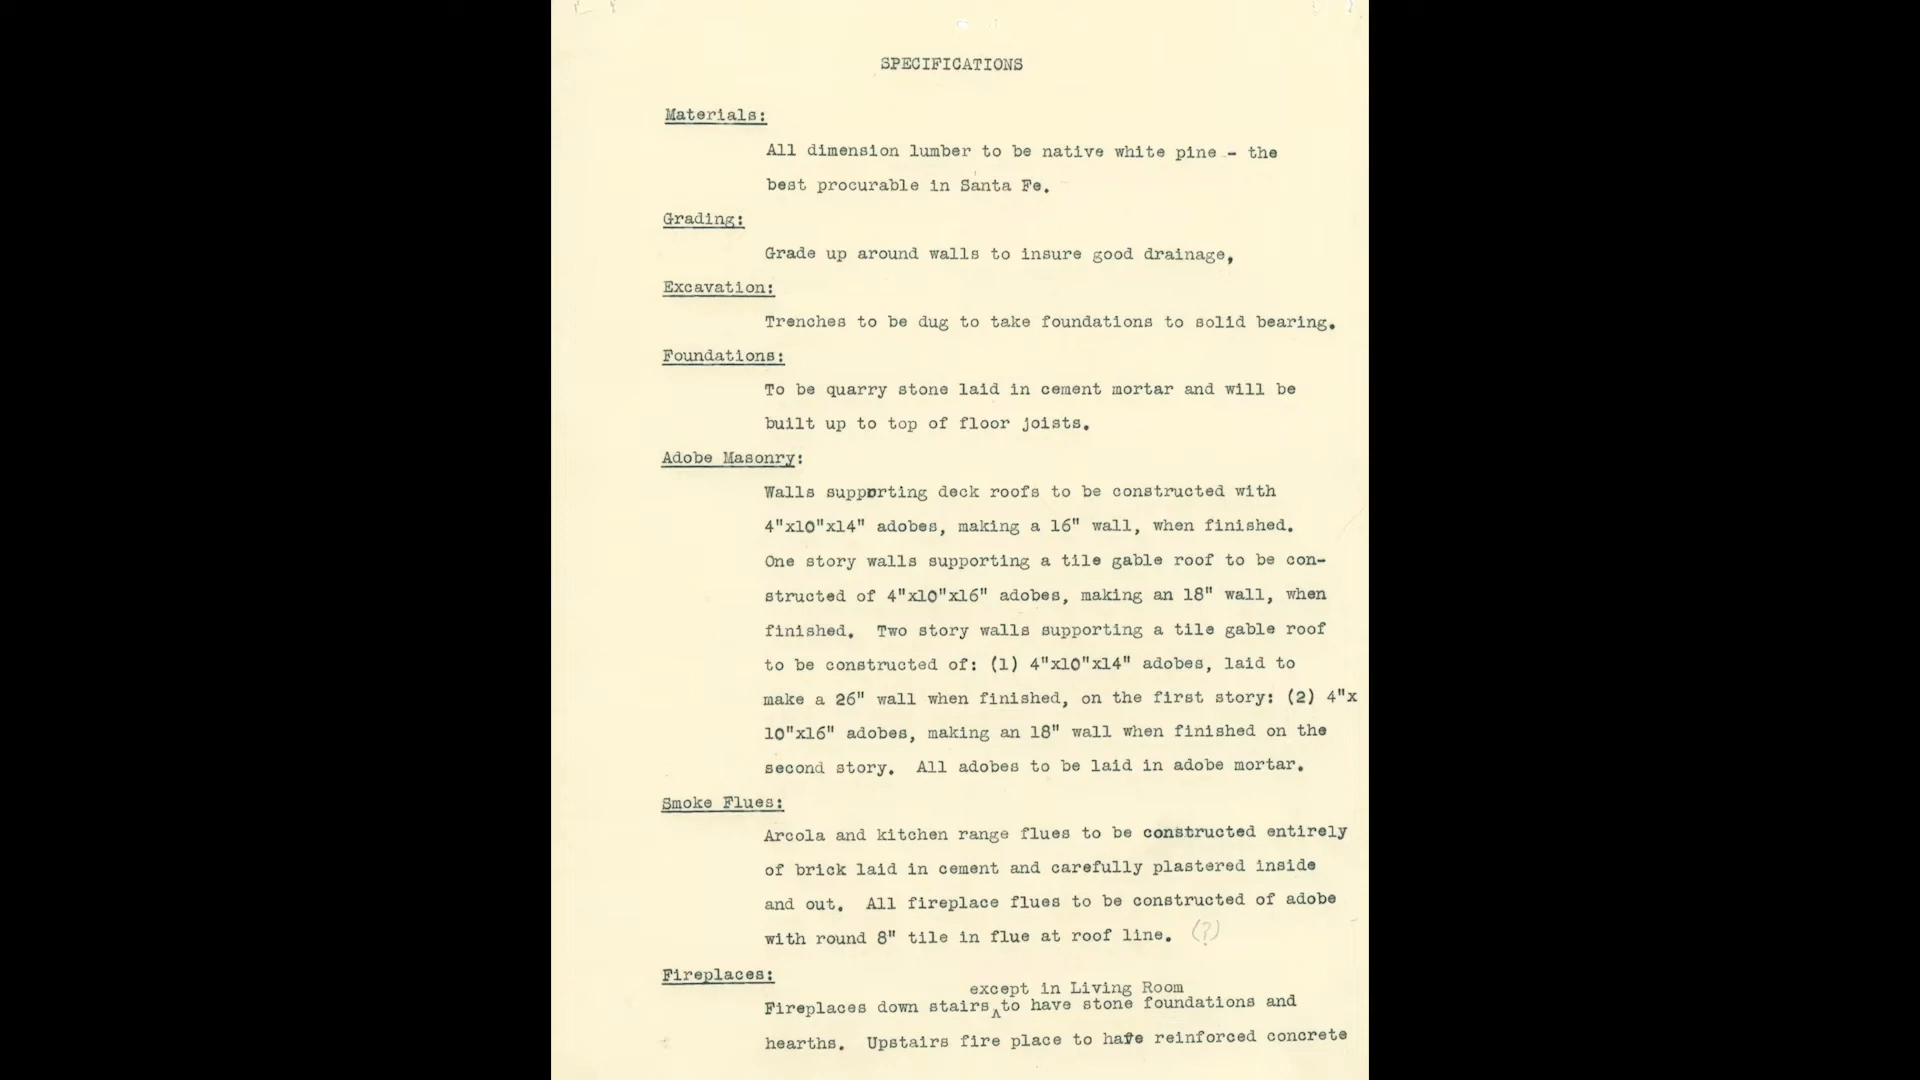 SPECIFICATIONS
Materials:
All dimension lumber to be native white pine - the
best procurable in Santa Fe.
Grading:
Grade up around walls to insure good drainage,
Excavation:
Trenches to be dug to take foundations to solid bearing.
Foundations:
To be quarry stone laid in cement mortar and will be
built up to top of floor joists.
Adobe Masonry:
Walls supporting deck roofs to be constructed with
4"x10"x14" adobes, making a 16" wall, when finished.
One story walls supporting a tile gable roof to be con-
structed of 4"x10"x16" adobes, making an 18" wall, when
finished. Two story walls supporting a tile gable roof
to be constructed of: (1) 4"x10"x14" adobes, laid to
make a 26" wall when finished, on the first story: (2) 4"x
10"x16" adobes, making an 18" wall when finished on the
second story. All adobes to be laid in adobe mortar.
Smoke Flues:
Arcola and kitchen range flues to be constructed entirely
of brick laid in cement and carefully plastered inside
and out. All fireplace flues to be constructed of adobe
with round 8" tile in flue at roof line. (?)
Fireplaces:
except in Living Room
Fireplaces down stairs^to have stone foundations and
hearths. Upstairs fire place to have reinforced concrete